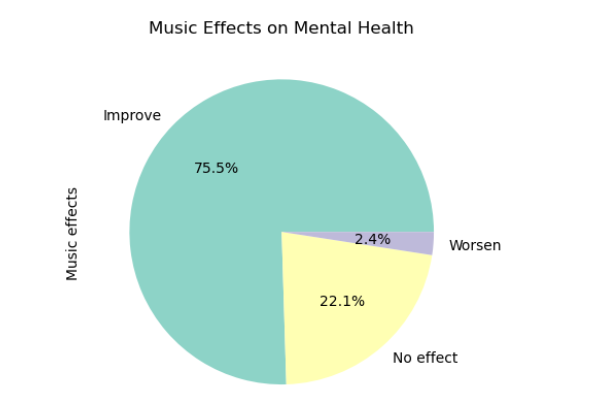 Music Effects on Mental Health
Improve
75.5%
Music effects
2.4%
Worsen
22.1%
No effect